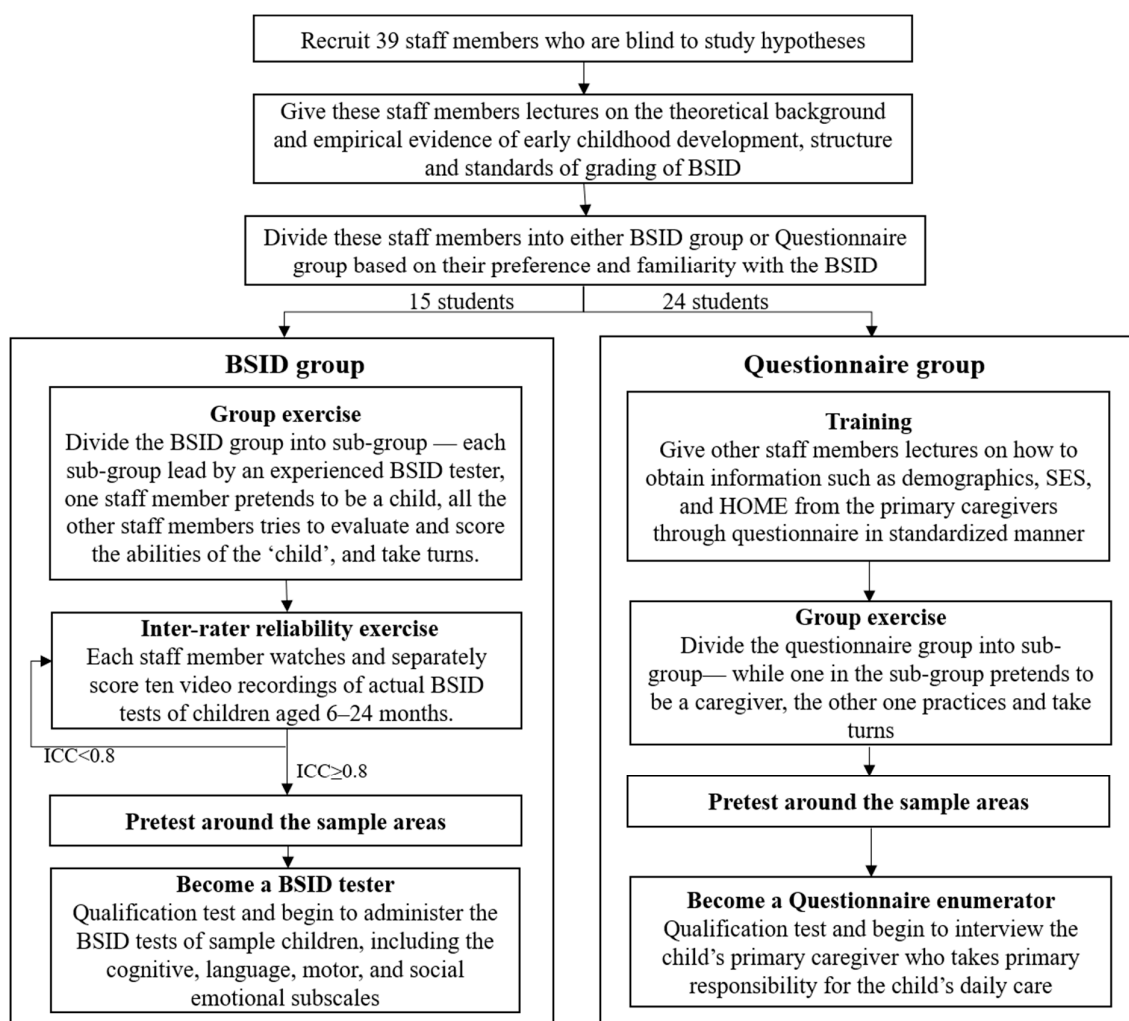 Recruit 39 staff members who are blind to study hypotheses
Give these staff members lectures on the theoretical background
and empirical evidence of early childhood development, structure
and standards of grading of BSID
Divide these staff members into either BSID group or Questionnaire
group based on their preference and familiarity with the BSID
15 students
24 students
BSID group
Group exercise
Divide the BSID group into sub-group — each
sub-group lead by an experienced BSID tester,
one staff member pretends to be a child, all the
other staff members tries to evaluate and score
the abilities of the ‘child’, and take turns.
Inter-rater reliability exercise
Each staff member watches and separately
score ten video recordings of actual BSID
tests of children aged 6–24 months.
ICC<0.8
ICC≥0.8
Pretest around the sample areas
Become a BSID tester
Qualification test and begin to administer the
BSID tests of sample children, including the
cognitive, language, motor, and social
emotional subscales
Questionnaire group
Training
Give other staff members lectures on how to
obtain information such as demographics, SES,
and HOME from the primary caregivers
through questionnaire in standardized manner
Group exercise
Divide the questionnaire group into sub-
group— while one in the sub-group pretends to
be a caregiver, the other one practices and take
turns
Pretest around the sample areas
Become a Questionnaire enumerator
Qualification test and begin to interview the
child’s primary caregiver who takes primary
responsibility for the child’s daily care